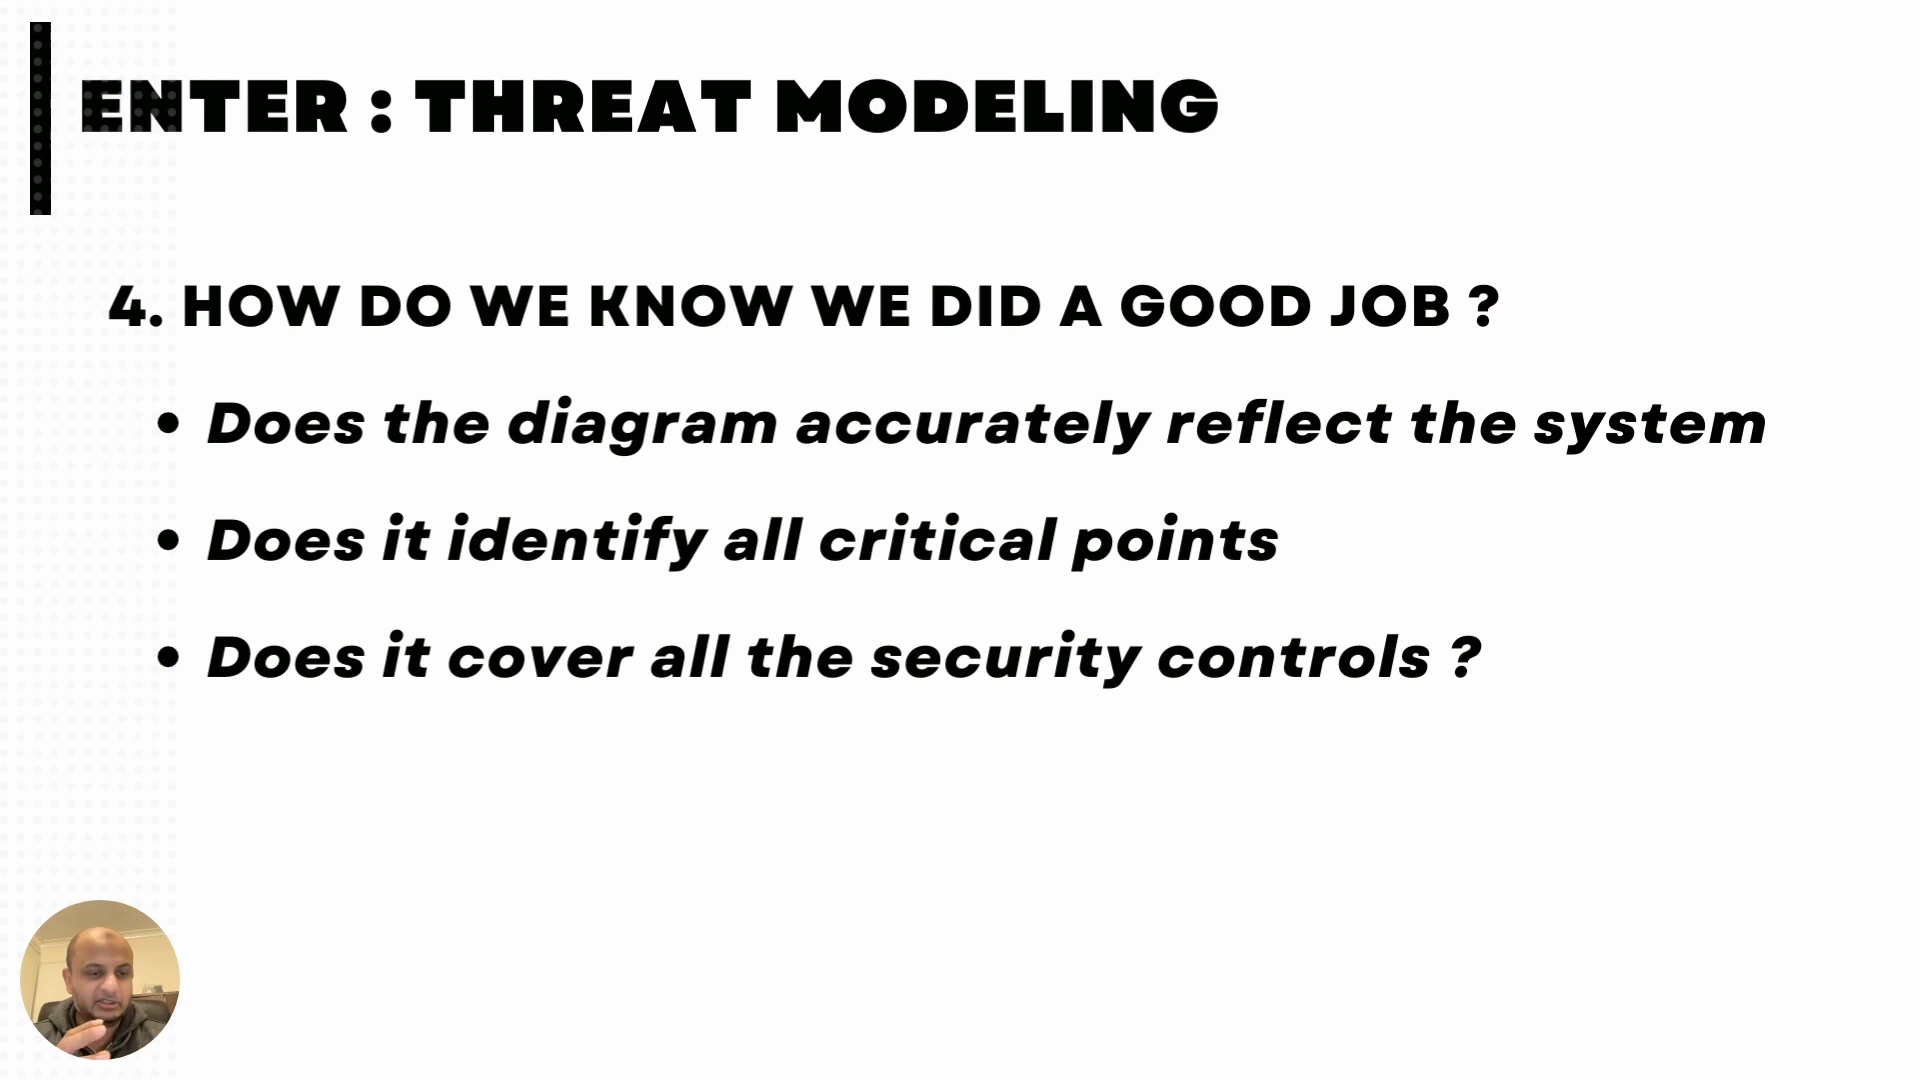 ENTER : THREAT MODELING
4. HOW DO WE KNOW WE DID A GOOD JOB ?
• Does the diagram accurately reflect the system
• Does it identify all critical points
• Does it cover all the security controls ?